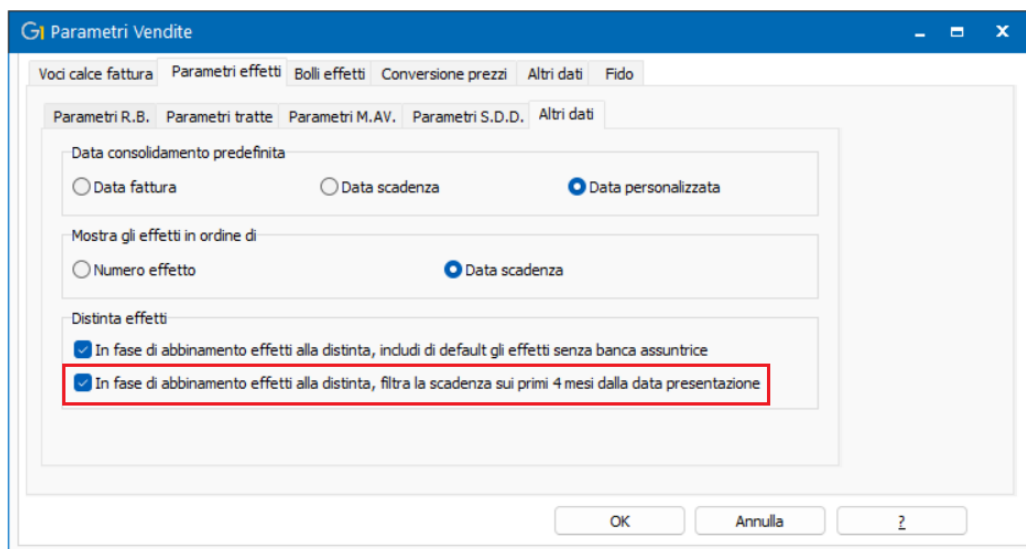 G1 Parametri Vendite
Voci calce fattura Parametri effetti Bolli effetti Conversione prezzi Altri dati Fido
Parametri R.B. Parametri tratte Parametri M.AV. Parametri S.D.D. Altri dati
Data consolidamento predefinita
Data fattura Data scadenza Data personalizzata
Mostra gli effetti in ordine di
Numero effetto Data scadenza
Distinta effetti
In fase di abbinamento effetti alla distinta, includi di default gli effetti senza banca assuntrice
In fase di abbinamento effetti alla distinta, filtra la scadenza sui primi 4 mesi dalla data presentazione
OK Annulla ?